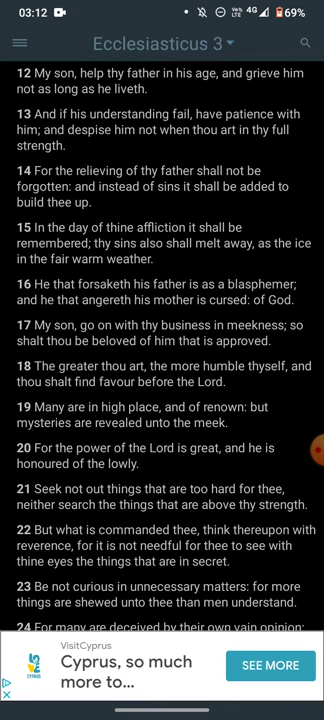 03:12
Vo) LTE 4G 69%
Ecclesiasticus 3
12 My son, help thy father in his age, and grieve him
not as long as he liveth.
13 And if his understanding fail, have patience with
him; and despise him not when thou art in thy full
strength.
14 For the relieving of thy father shall not be
forgotten: and instead of sins it shall be added to
build thee up.
15 In the day of thine affliction it shall be
remembered; thy sins also shall melt away, as the ice
in the fair warm weather.
16 He that forsaketh his father is as a blasphemer;
and he that angereth his mother is cursed: of God.
17 My son, go on with thy business in meekness; so
shalt thou be beloved of him that is approved.
18 The greater thou art, the more humble thyself, and
thou shalt find favour before the Lord.
19 Many are in high place, and of renown: but
mysteries are revealed unto the meek.
20 For the power of the Lord is great, and he is
honoured of the lowly.
21 Seek not out things that are too hard for thee,
neither search the things that are above thy strength.
22 But what is commanded thee, think thereupon with
reverence, for it is not needful for thee to see with
thine eyes the things that are in secret.
23 Be not curious in unnecessary matters: for more
things are shewed unto thee than men understand.
24 For many are deceived by their own vain opinion;
VisitCyprus
Cyprus, so much
more to...
SEE MORE
CYPRUS